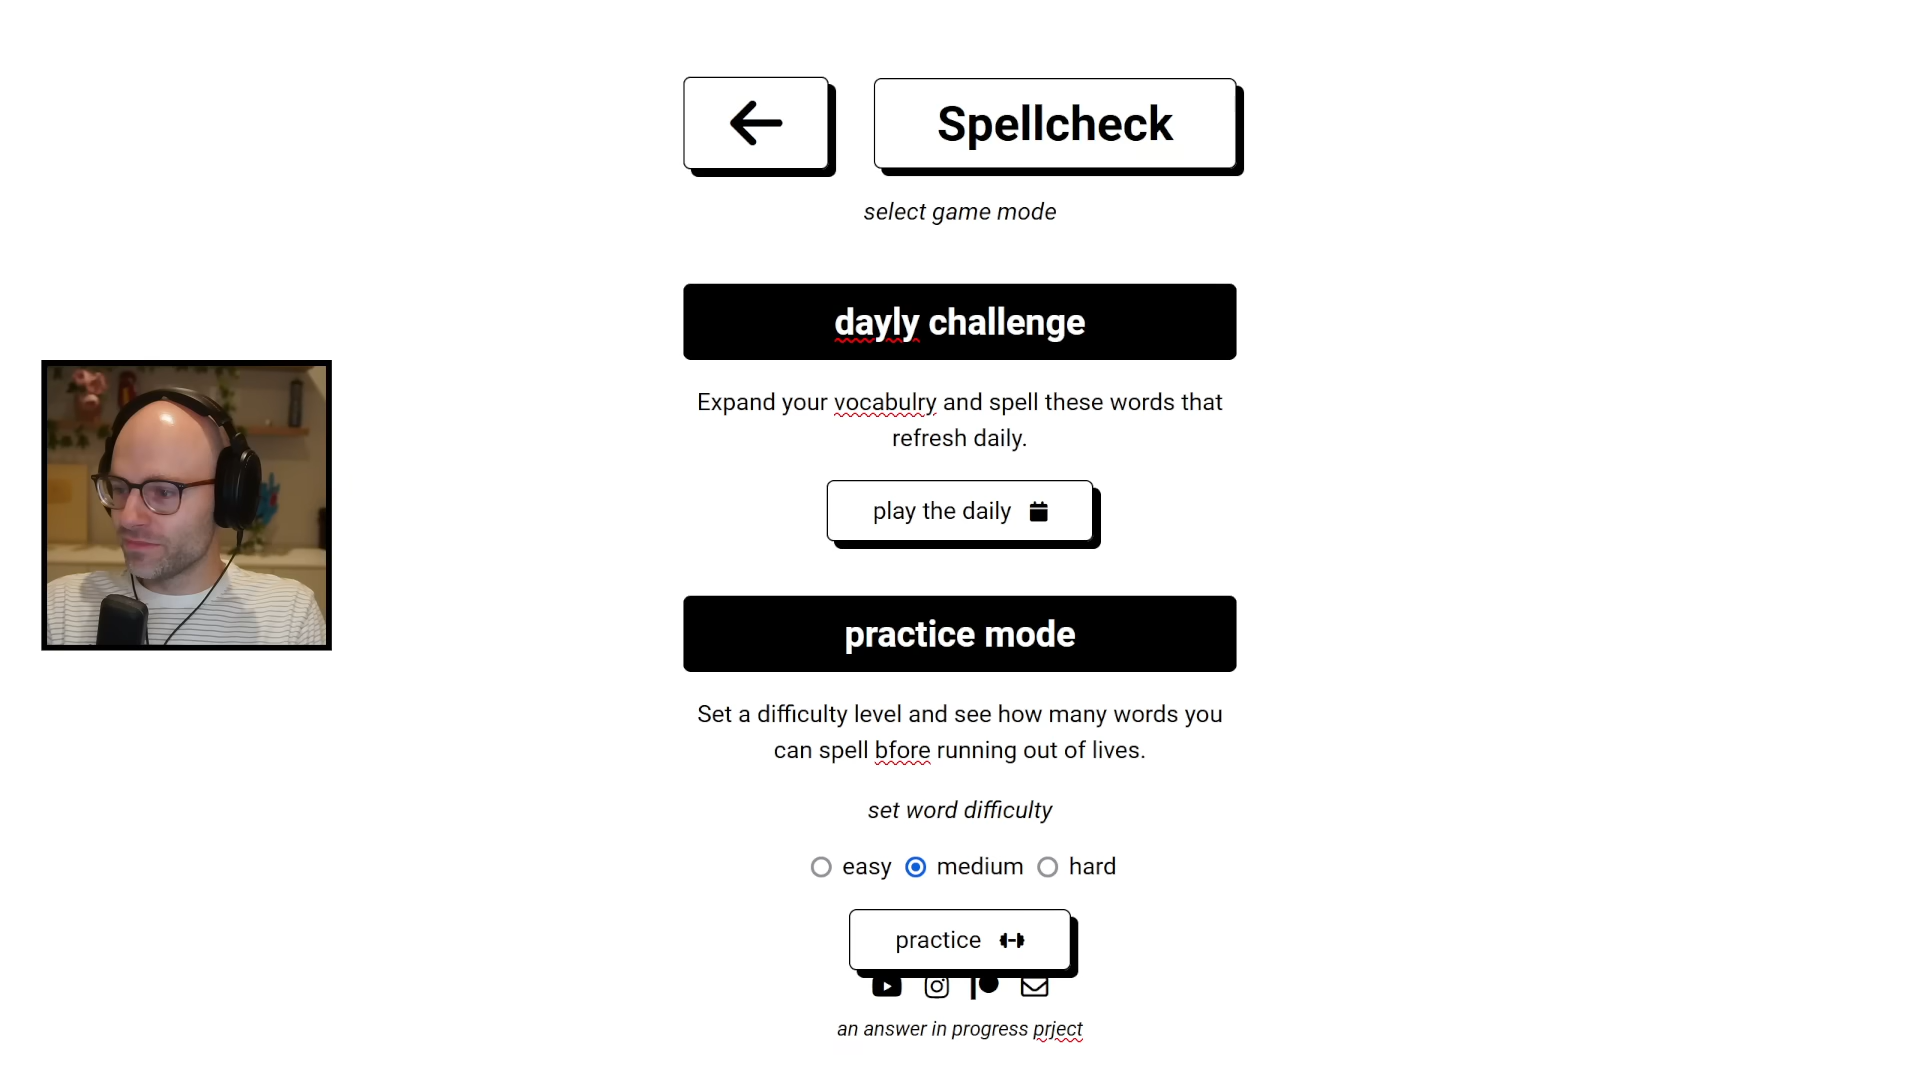 Spellcheck
select game mode
dayly challenge
Expand your vocabulry and spell these words that
refresh daily.
play the daily
practice mode
Set a difficulty level and see how many words you
can spell bfore running out of lives.
set word difficulty
easy medium hard
practice
an answer in progress prject